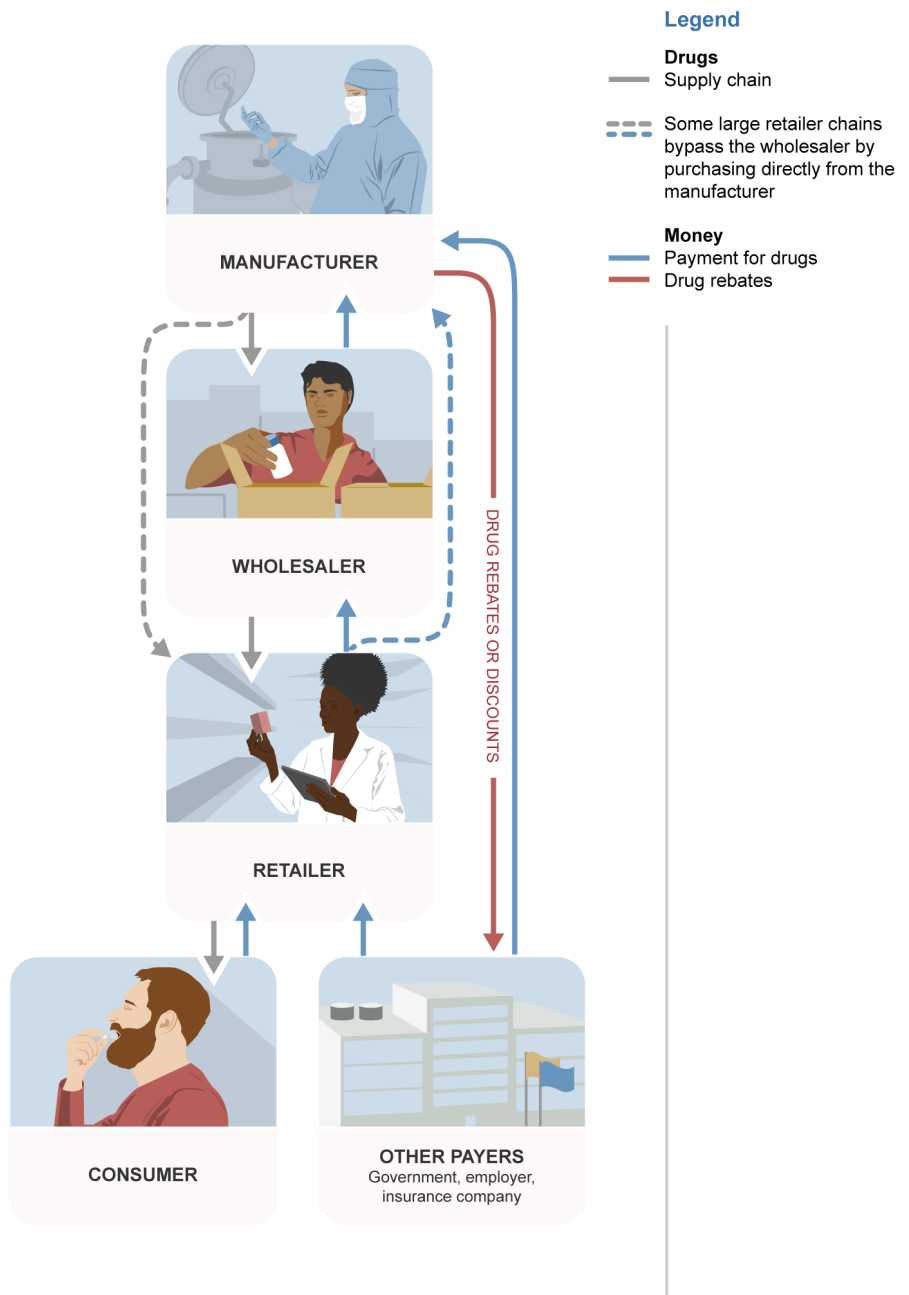 Legend
Drugs
Supply chain
Some large retailer chains
bypass the wholesaler by
purchasing directly from the
manufacturer
Money
Payment for drugs
Drug rebates
MANUFACTURER
WHOLESALER
DRUG REBATES OR DISCOUNTS
RETAILER
CONSUMER
OTHER PAYERS
Government, employer,
insurance company